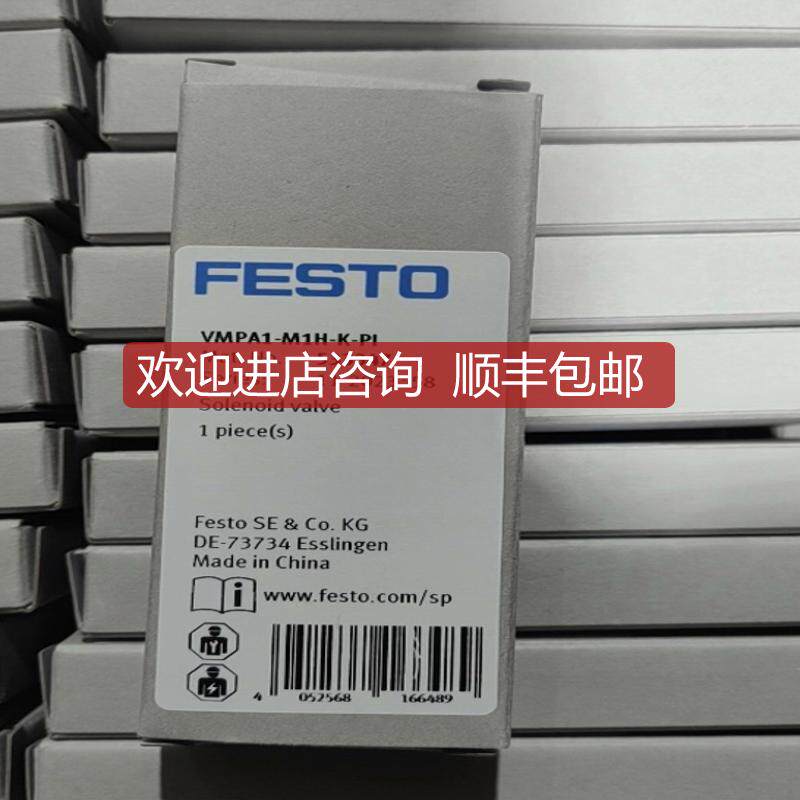 FESTO
VMPA1-M1H-K-PI
欢迎进店咨询 顺丰包邮
Solenoid valve
1 piece(s)
Festo SE & Co. KG
DE-73734 Esslingen
Made in China
i www.festo.com/sp
4 052568 166489